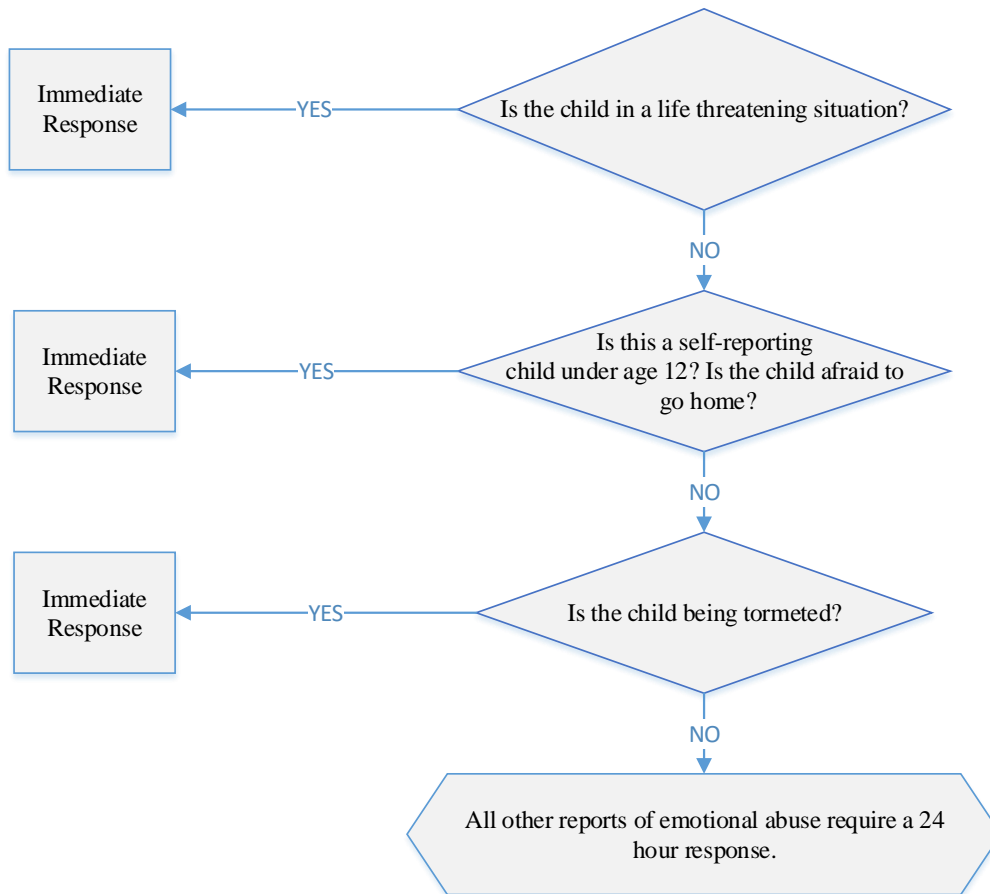 Immediate
Response
YES
Is the child in a life threatening situation?
NO
Immediate
Response
YES
Is this a self-reporting
child under age 12? Is the child afraid to
go home?
NO
Immediate
Response
YES
Is the child being tormeted?
NO
All other reports of emotional abuse require a 24
hour response.